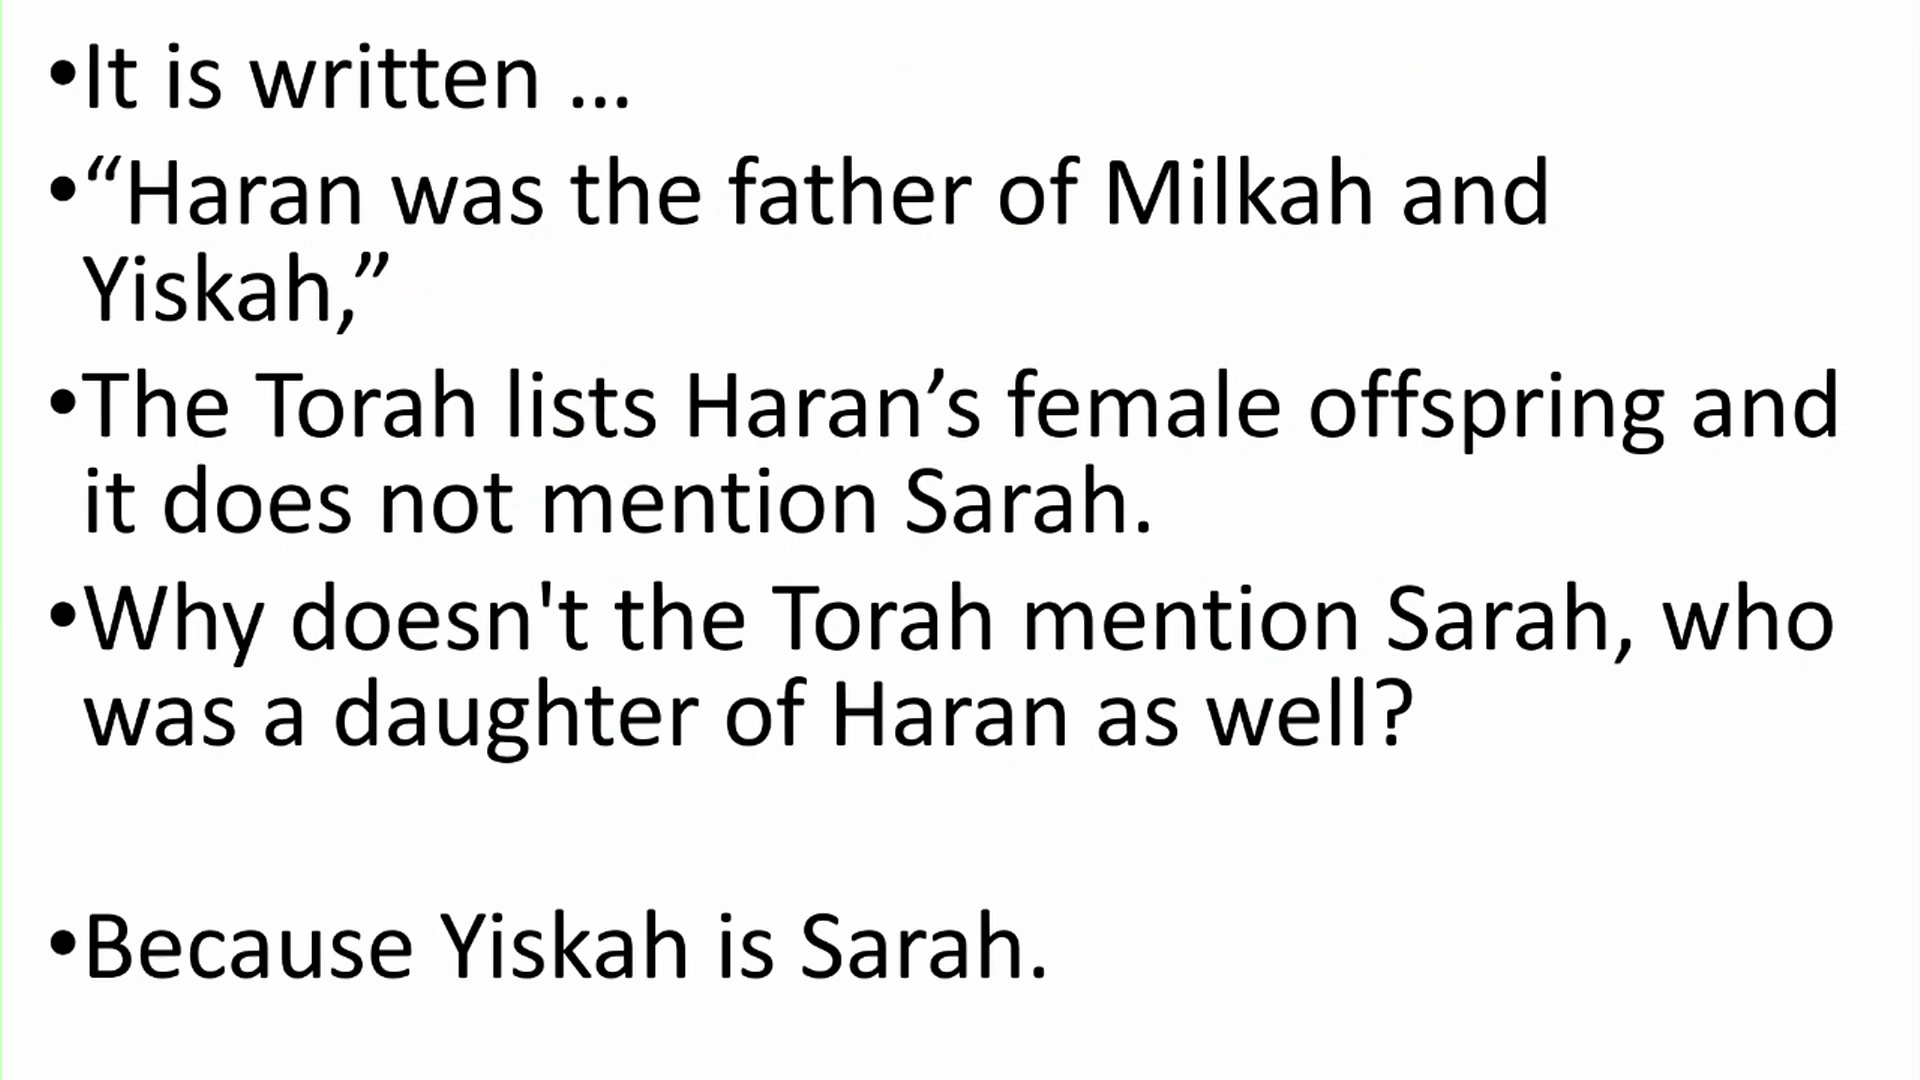 •It is written …
•“Haran was the father of Milkah and
Yiskah,”
•The Torah lists Haran’s female offspring and
it does not mention Sarah.
•Why doesn't the Torah mention Sarah, who
was a daughter of Haran as well?
•Because Yiskah is Sarah.